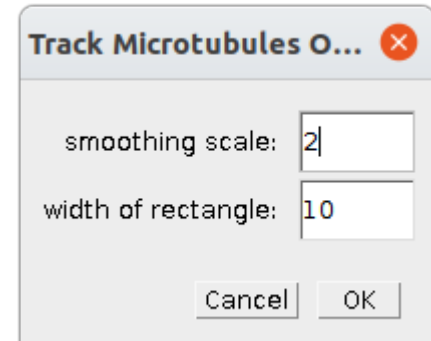 Track Microtubules O...
smoothing scale: 2
width of rectangle: 10
Cancel OK